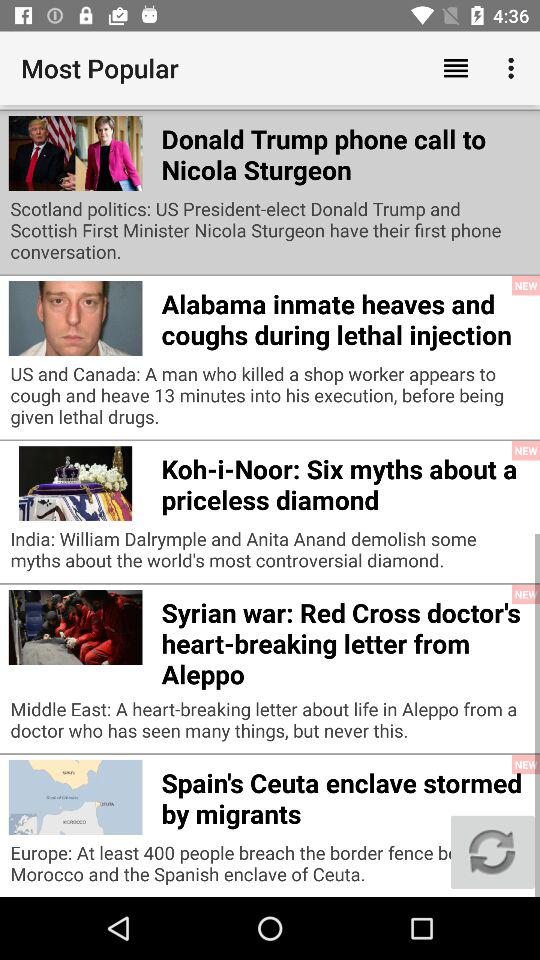 4:36
Most Popular
Donald Trump phone call to
Nicola Sturgeon
Scotland politics: US President-elect Donald Trump and
Scottish First Minister Nicola Sturgeon have their first phone
conversation.
NEW
Alabama inmate heaves and
coughs during lethal injection
US and Canada: A man who killed a shop worker appears to
cough and heave 13 minutes into his execution, before being
given lethal drugs.
NEW
Koh-i-Noor: Six myths about a
priceless diamond
India: William Dalrymple and Anita Anand demolish some
myths about the world's most controversial diamond.
NEW
Syrian war: Red Cross doctor's
heart-breaking letter from
Aleppo
Middle East: A heart-breaking letter about life in Aleppo from a
doctor who has seen many things, but never this.
NEW
SPAIN
CEUTA
MOROCCO
Spain's Ceuta enclave stormed
by migrants
Europe: At least 400 people breach the border fence
Morocco and the Spanish enclave of Ceuta.